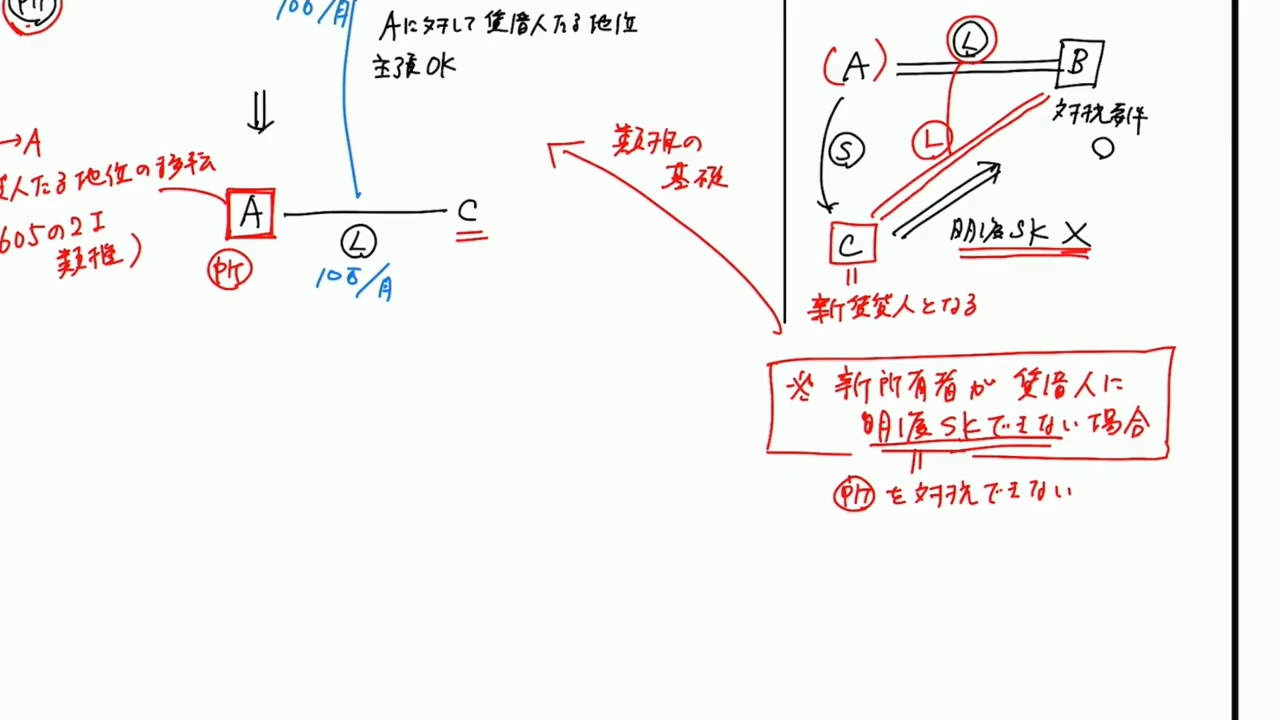 100/月
Aに対して賃借人たる地位
主張OK
→A
人たる地位の移転
605の2I
類推)
A
L
C
10万/月
類推の
基礎
(A)
L
B
対抗要件
○
S
L
C
明渡SK X
新賃貸人となる
※ 新所有者が 賃借人に
明渡SKできない場合
を対抗できない